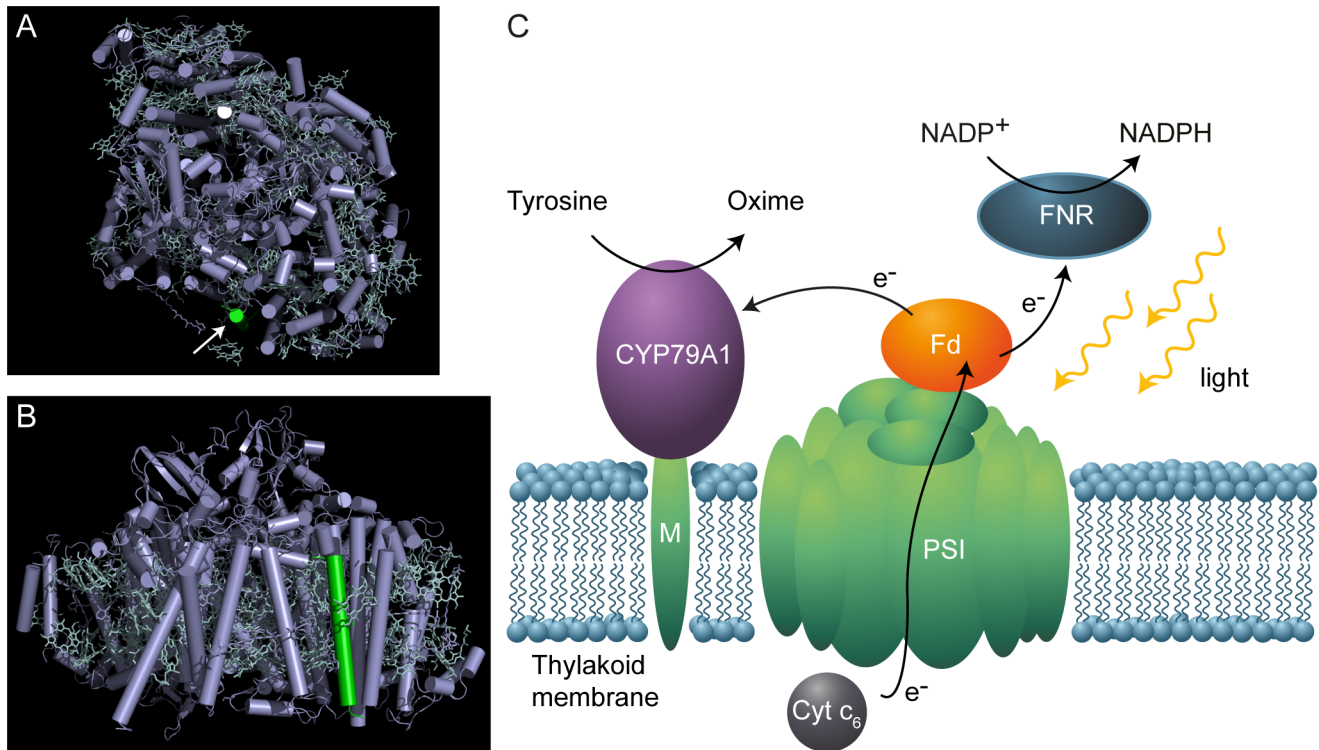 A
B
C
NADP+
NADPH
FNR
Tyrosine
Oxime
e-
e-
CYP79A1
Fd
light
M
PSI
Thylakoid
membrane
Cyt c6
e-